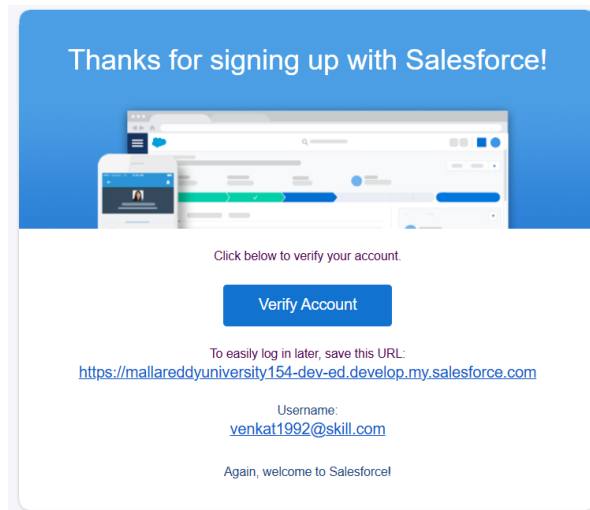 Thanks for signing up with Salesforce!
Click below to verify your account.
Verify Account
To easily log in later, save this URL:
https://mallareddyuniversity154-dev-ed.develop.my.salesforce.com
Username:
venkat1992@skill.com
Again, welcome to Salesforce!